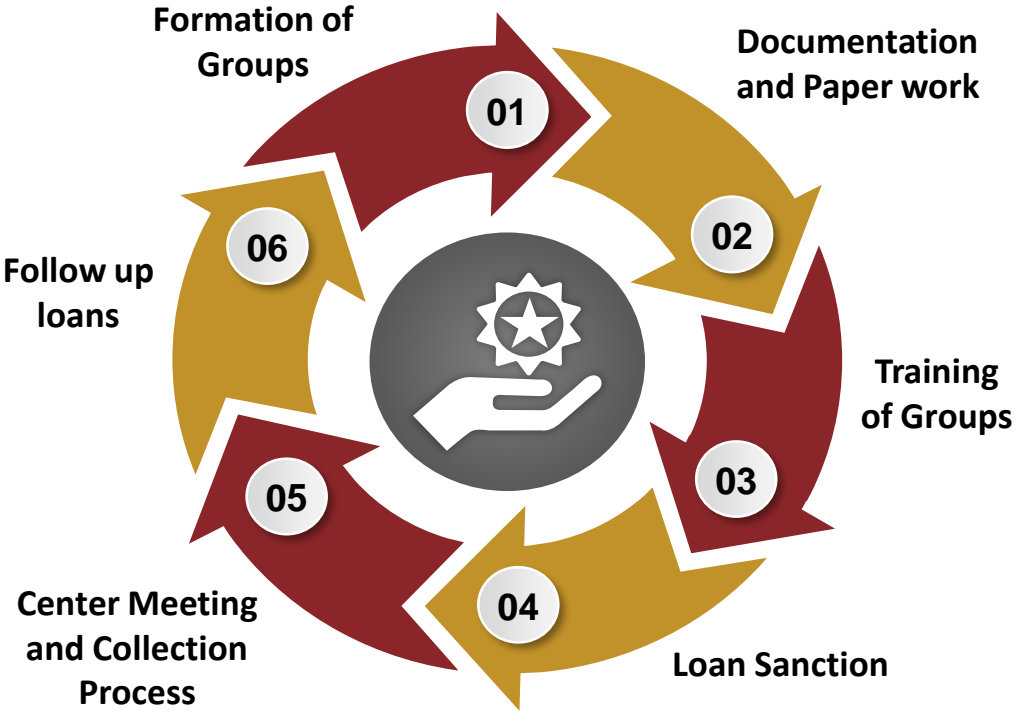 Formation of
Groups
01
Documentation
and Paper work
02
Training
of Groups
03
Loan Sanction
04
Center Meeting
and Collection
Process
05
Follow up
loans
06